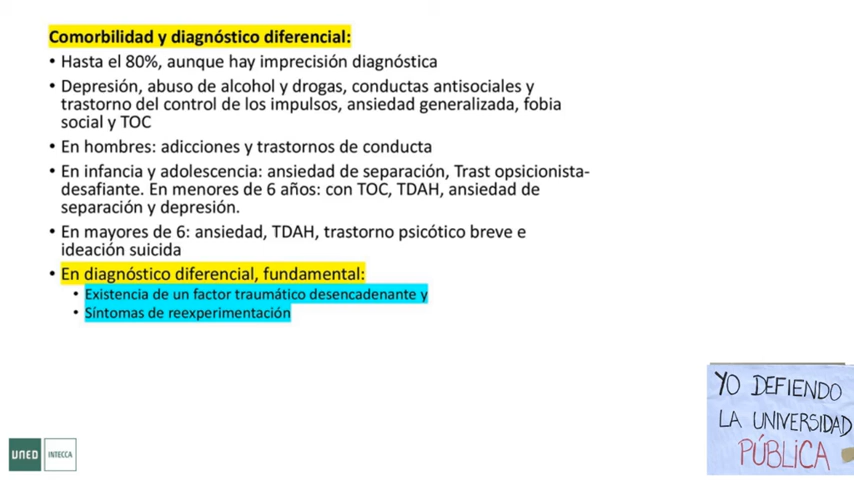 Comorbilidad y diagnóstico diferencial:
• Hasta el 80%, aunque hay imprecisión diagnóstica
• Depresión, abuso de alcohol y drogas, conductas antisociales y
trastorno del control de los impulsos, ansiedad generalizada, fobia
social y TOC
• En hombres: adicciones y trastornos de conducta
• En infancia y adolescencia: ansiedad de separación, Trast opsicionista-
desafiante. En menores de 6 años: con TOC, TDAH, ansiedad de
separación y depresión.
• En mayores de 6: ansiedad, TDAH, trastorno psicótico breve e
ideación suicida
• En diagnóstico diferencial, fundamental:
• Existencia de un factor traumático desencadenante y
• Síntomas de reexperimentación
YO DEFIENDO
LA UNIVERSIDAD
PÚBLICA
UNED INTECCA